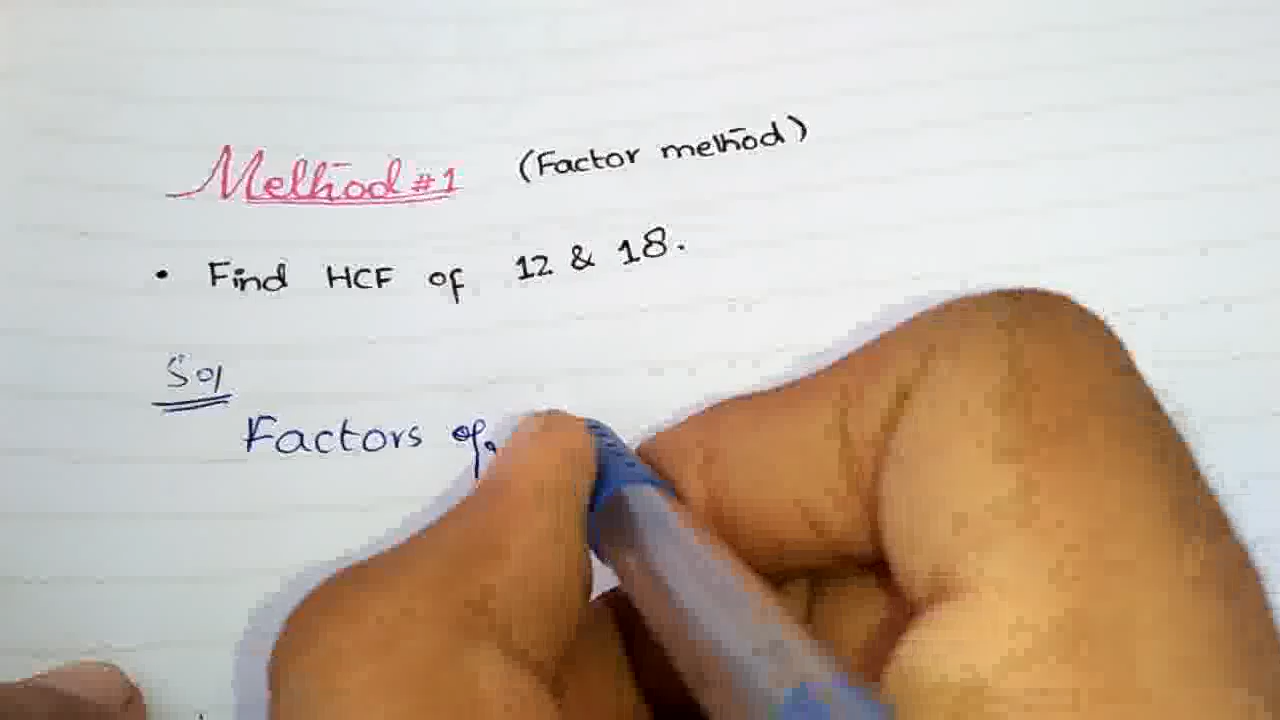 Method #1 (Factor method)
• Find HCF of 12 & 18.
Sol
Factors of